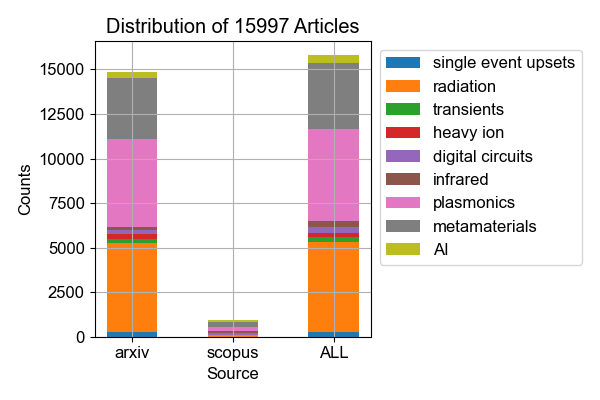 Distribution of 15997 Articles
Counts
15000
12500
10000
7500
5000
2500
0
arxiv scopus ALL
Source
single event upsets
radiation
transients
heavy ion
digital circuits
infrared
plasmonics
metamaterials
AI